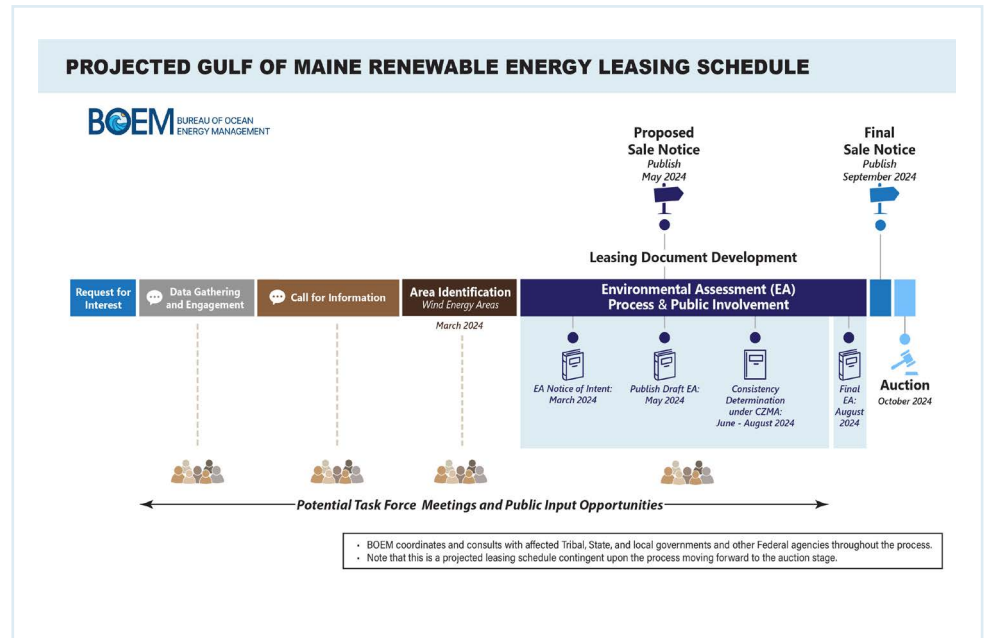 PROJECTED GULF OF MAINE RENEWABLE ENERGY LEASING SCHEDULE
BOEM
BUREAU OF OCEAN
ENERGY MANAGEMENT
Proposed
Sale Notice
Publish
May 2024
Final
Sale Notice
Publish
September 2024
Leasing Document Development
Request for
Interest
Data Gathering
and Engagement
Call for Information
Area Identification
Wind Energy Areas
March 2024
Environmental Assessment (EA)
Process & Public Involvement
EA Notice of Intent:
March 2024
Publish Draft EA:
May 2024
Consistency
Determination
under CZMA:
June - August 2024
Final
EA:
August
2024
Auction
October 2024
Potential Task Force Meetings and Public Input Opportunities
• BOEM coordinates and consults with affected Tribal, State, and local governments and other Federal agencies throughout the process.
• Note that this is a projected leasing schedule contingent upon the process moving forward to the auction stage.